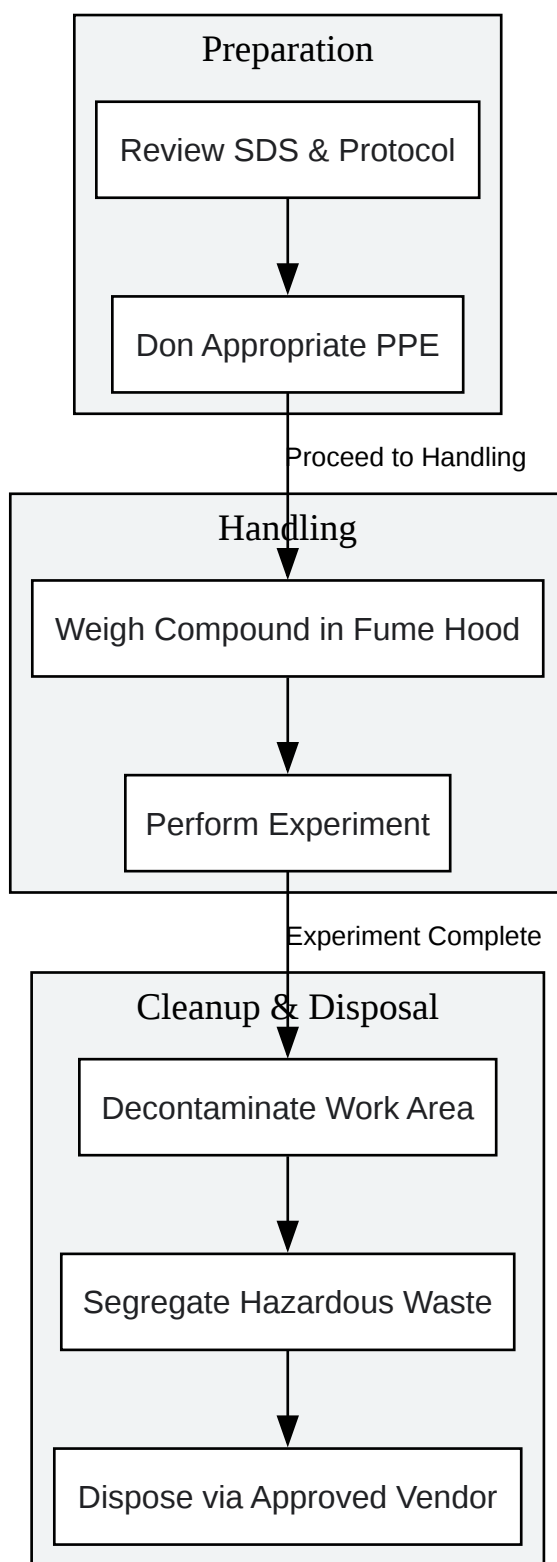 Preparation
Review SDS & Protocol
Don Appropriate PPE
Proceed to Handling
Handling
Weigh Compound in Fume Hood
Perform Experiment
Experiment Complete
Cleanup & Disposal
Decontaminate Work Area
Segregate Hazardous Waste
Dispose via Approved Vendor